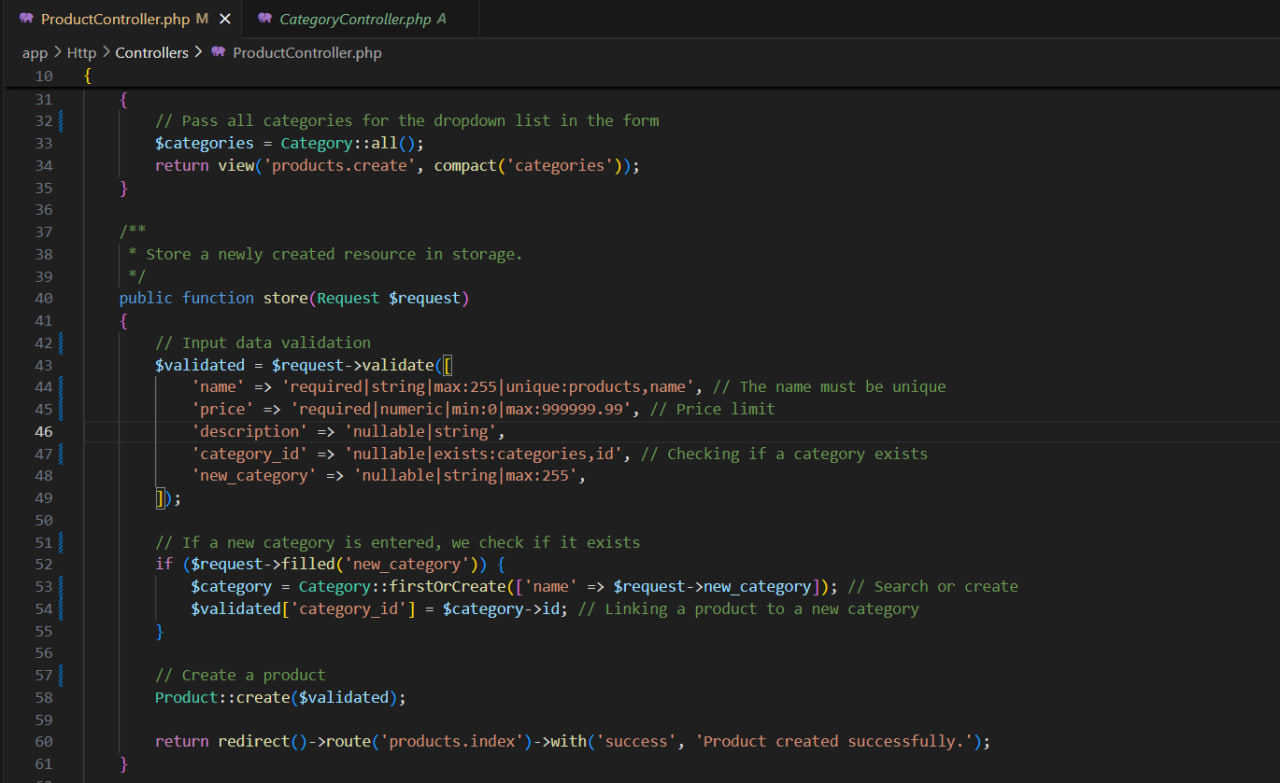 ProductController.php M ✕ CategoryController.php A
app > Http > Controllers > ProductController.php
10 {
31 {
32 // Pass all categories for the dropdown list in the form
33 $categories = Category::all();
34 return view('products.create', compact('categories'));
35 }
36
37 /**
38 * Store a newly created resource in storage.
39 */
40 public function store(Request $request)
41 {
42 // Input data validation
43 $validated = $request->validate([
44 'name' => 'required|string|max:255|unique:products,name', // The name must be unique
45 'price' => 'required|numeric|min:0|max:999999.99', // Price limit
46 'description' => 'nullable|string',
47 'category_id' => 'nullable|exists:categories,id', // Checking if a category exists
48 'new_category' => 'nullable|string|max:255',
49 ]);
50
51 // If a new category is entered, we check if it exists
52 if ($request->filled('new_category')) {
53 $category = Category::firstOrCreate(['name' => $request->new_category]); // Search or create
54 $validated['category_id'] = $category->id; // Linking a product to a new category
55 }
56
57 // Create a product
58 Product::create($validated);
59
60 return redirect()->route('products.index')->with('success', 'Product created successfully.');
61 }